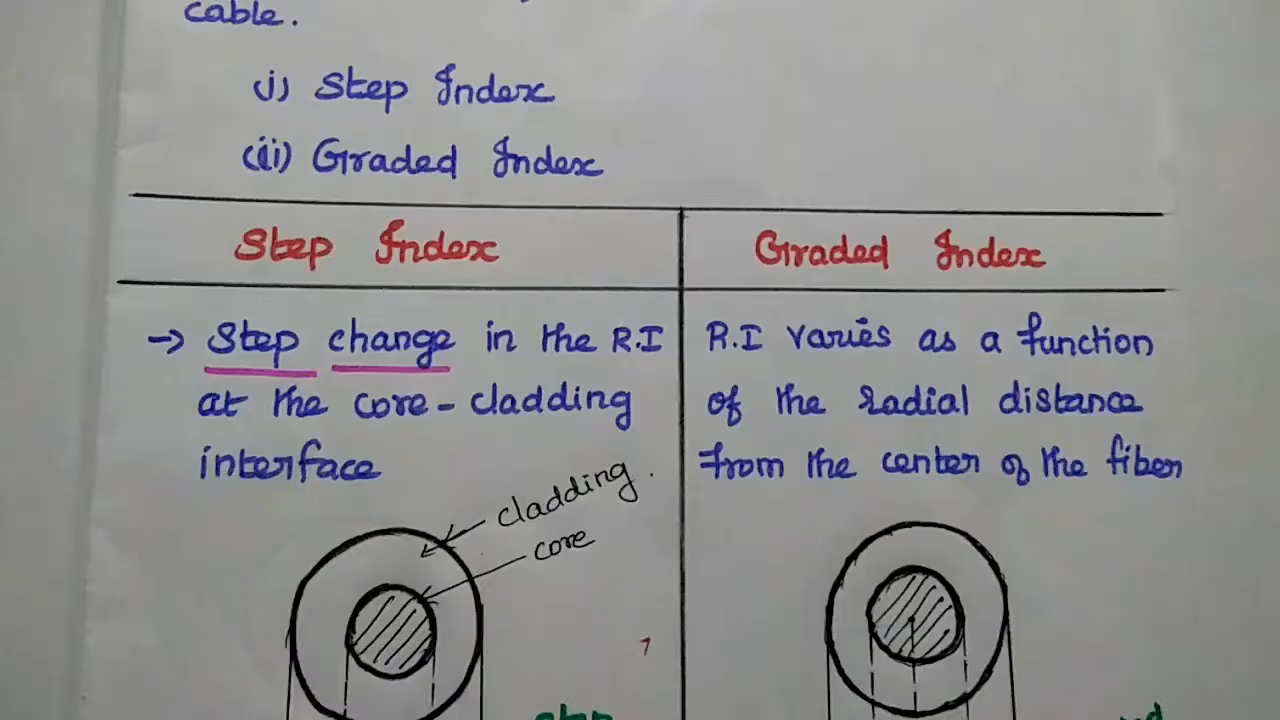 cable.
(i) Step Index
(ii) Graded Index
Step Index
Graded Index
→ Step change in the R.I
at the core-cladding
interface
R.I varies as a function
of the radial distance
from the center of the fiber
cladding.
core